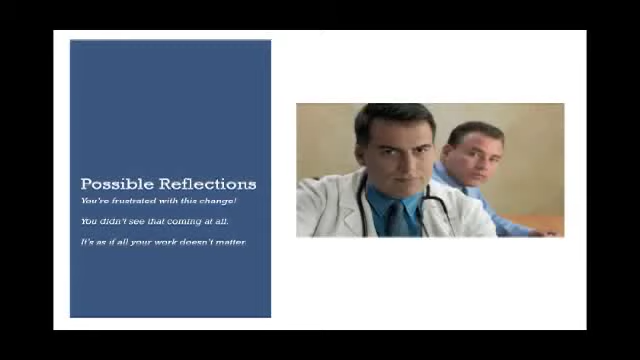 Possible Reflections
You're frustrated with this change!
You didn't see that coming at all.
It's as if all your work doesn't matter.